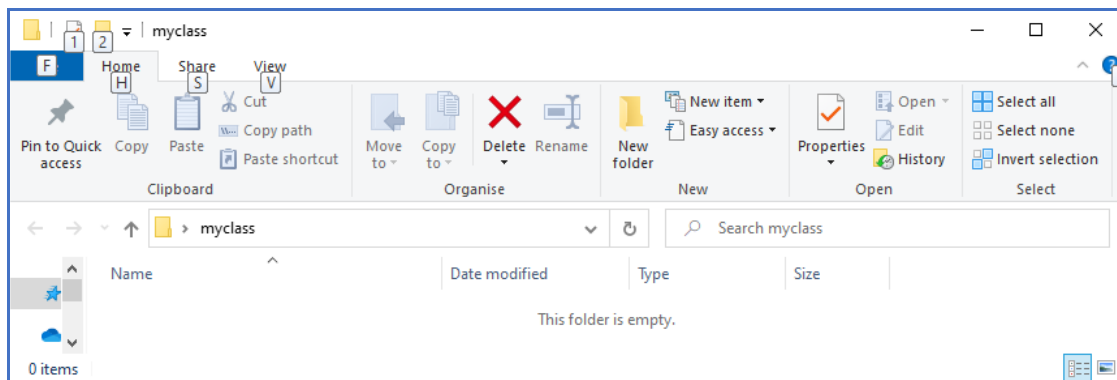 1 2 myclass
F Home Share View
H S V
Pin to Quick access
Copy
Paste
Cut
Copy path
Paste shortcut
Clipboard
Move to
Copy to
Delete
Rename
Organise
New folder
New item
Easy access
New
Properties
Open
Edit
History
Open
Select all
Select none
Invert selection
Select
myclass
Search myclass
Name Date modified Type Size
This folder is empty.
0 items